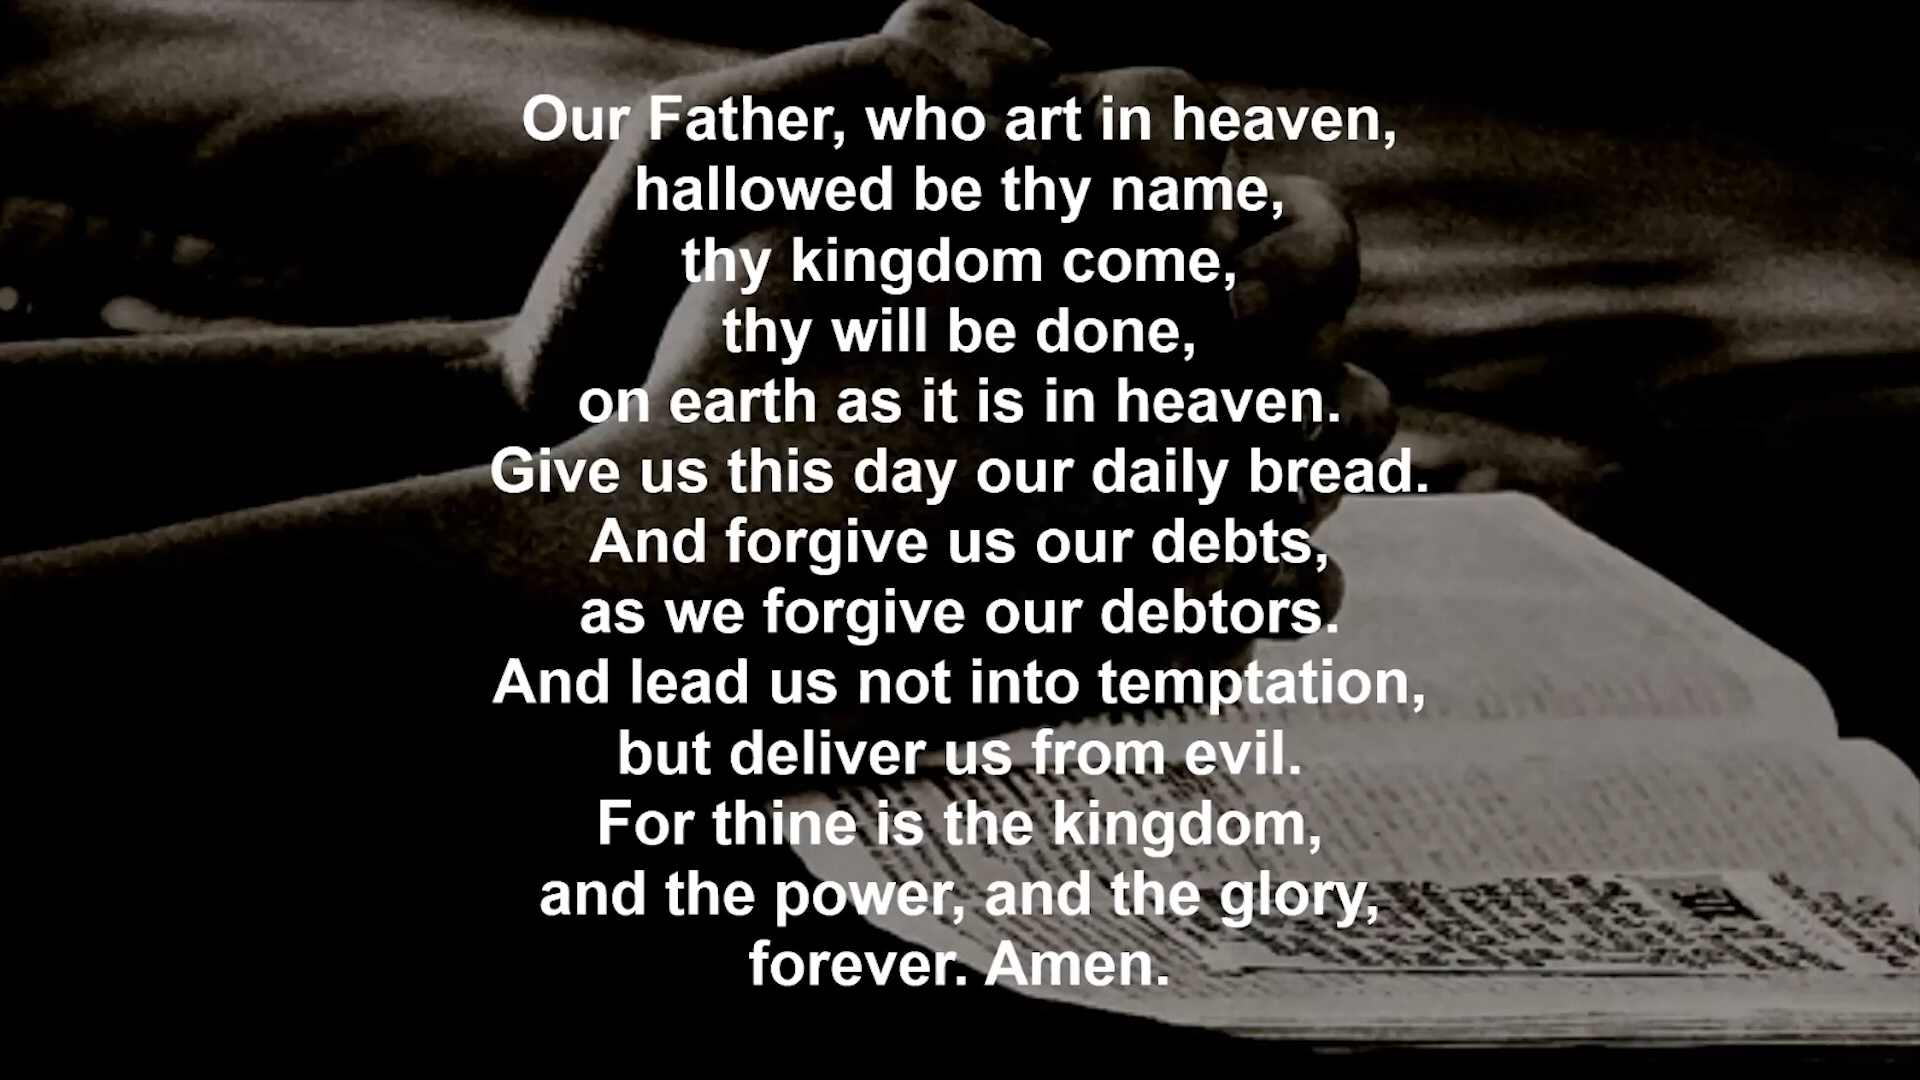 Our Father, who art in heaven,
hallowed be thy name,
thy kingdom come,
thy will be done,
on earth as it is in heaven.
Give us this day our daily bread.
And forgive us our debts,
as we forgive our debtors.
And lead us not into temptation,
but deliver us from evil.
For thine is the kingdom,
and the power, and the glory,
forever. Amen.